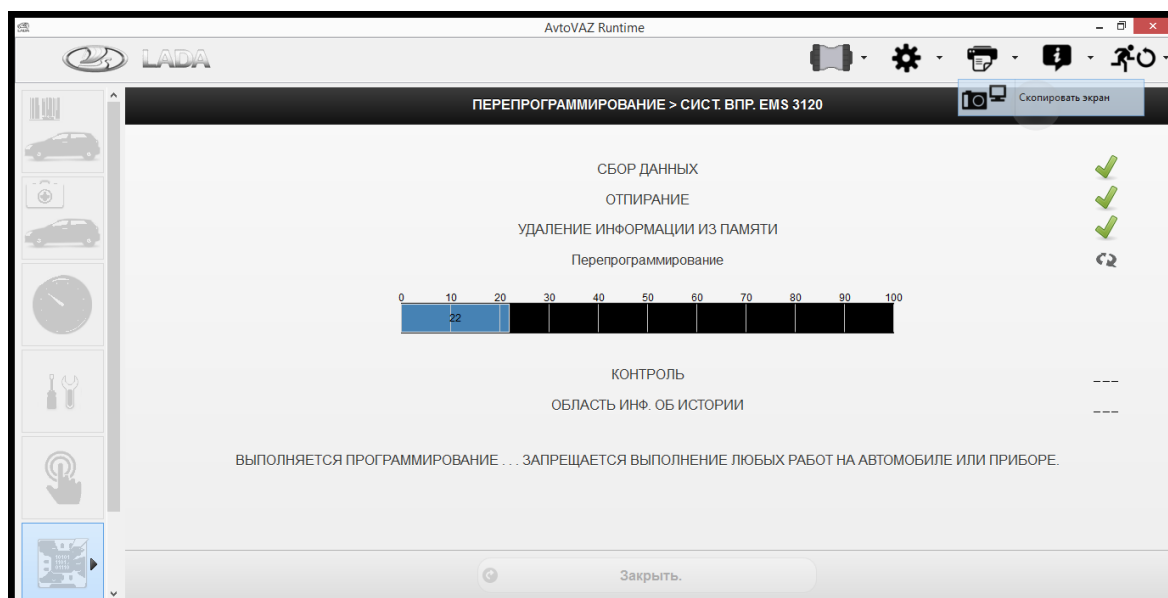 AvtoVAZ Runtime
LADA
ПЕРЕПРОГРАММИРОВАНИЕ > СИСТ. ВПР. EMS 3120
Скопировать экран
СБОР ДАННЫХ
ОТПИРАНИЕ
УДАЛЕНИЕ ИНФОРМАЦИИ ИЗ ПАМЯТИ
Перепрограммирование
0 10 20 30 40 50 60 70 80 90 100
22
КОНТРОЛЬ ---
ОБЛАСТЬ ИНФ. ОБ ИСТОРИИ ---
ВЫПОЛНЯЕТСЯ ПРОГРАММИРОВАНИЕ . . . ЗАПРЕЩАЕТСЯ ВЫПОЛНЕНИЕ ЛЮБЫХ РАБОТ НА АВТОМОБИЛЕ ИЛИ ПРИБОРЕ.
Закрыть.